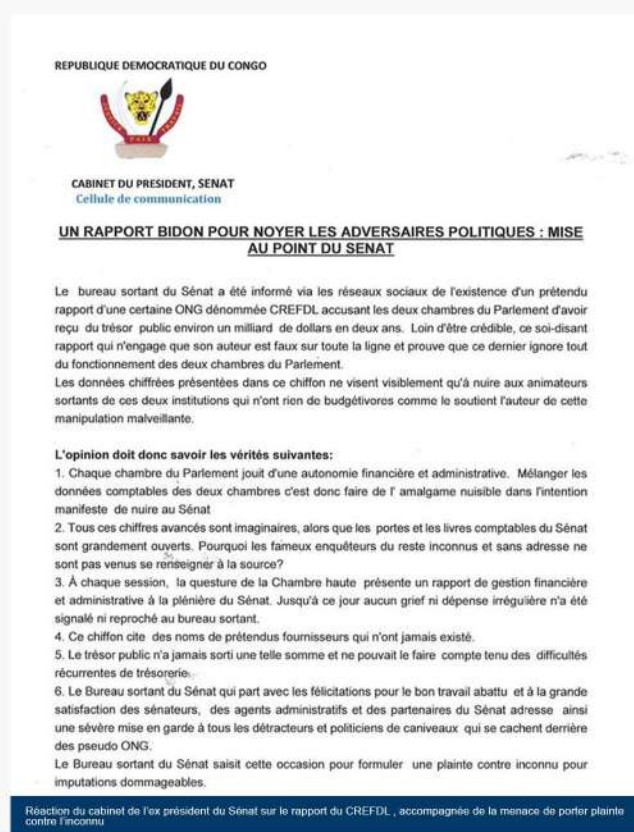 REPUBLIQUE DEMOCRATIQUE DU CONGO
CABINET DU PRESIDENT, SENAT
Cellule de communication
UN RAPPORT BIDON POUR NOYER LES ADVERSAIRES POLITIQUES : MISE
AU POINT DU SENAT
Le bureau sortant du Sénat a été informé via les réseaux sociaux de l'existence d'un prétendu
rapport d'une certaine ONG dénommée CREFDL accusant les deux chambres du Parlement d'avoir
reçu du trésor public environ un milliard de dollars en deux ans. Loin d'être crédible, ce soi-disant
rapport qui n'engage que son auteur est faux sur toute la ligne et prouve que ce dernier ignore tout
du fonctionnement des deux chambres du Parlement.
Les données chiffrées présentées dans ce chiffon ne visent visiblement qu'à nuire aux animateurs
sortants de ces deux institutions qui n'ont rien de budgétivores comme le soutient l'auteur de cette
manipulation malveillante.
L'opinion doit donc savoir les vérités suivantes:
1. Chaque chambre du Parlement jouit d'une autonomie financière et administrative. Mélanger les
données comptables des deux chambres c'est donc faire de l' amalgame nuisible dans l'intention
manifeste de nuire au Sénat
2. Tous ces chiffres avancés sont imaginaires, alors que les portes et les livres comptables du Sénat
sont grandement ouverts. Pourquoi les fameux enquêteurs du reste inconnus et sans adresse ne
sont pas venus se renseigner à la source?
3. À chaque session, la questure de la Chambre haute présente un rapport de gestion financière
et administrative à la plénière du Sénat. Jusqu'à ce jour aucun grief ni dépense irrégulière n'a été
signalé ni reproché au bureau sortant.
4. Ce chiffon cite des noms de prétendus fournisseurs qui n'ont jamais existé.
5. Le trésor public n'a jamais sorti une telle somme et ne pouvait le faire compte tenu des difficultés
récurrentes de trésorerie.
6. Le Bureau sortant du Sénat qui part avec les félicitations pour le bon travail abattu et à la grande
satisfaction des sénateurs, des agents administratifs et des partenaires du Sénat adresse ainsi
une sévère mise en garde à tous les détracteurs et politiciens de caniveaux qui se cachent derrière
des pseudo ONG.
Le Bureau sortant du Sénat saisit cette occasion pour formuler une plainte contre inconnu pour
imputations dommageables.
Réaction du cabinet de l'ex président du Sénat sur le rapport du CREFDL , accompagnée de la menace de porter plainte
contre l'inconnu